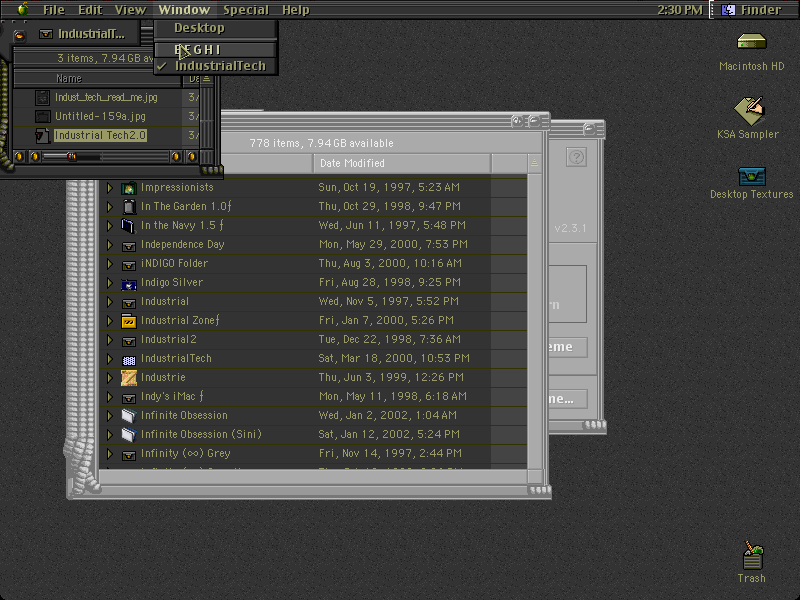 File Edit View Window Special Help 2:30 PM Finder
IndustrialT...
Desktop
E F G H I
IndustrialTech
3 items, 7.94 GB av
Name
Indust_tech_read_me.jpg 3/
Untitled-159a.jpg 3/
Industrial Tech2.0 3/
778 items, 7.94 GB available
Date Modified
Impressionists Sun, Oct 19, 1997, 5:23 AM
In The Garden 1.0ƒ Thu, Oct 29, 1998, 9:47 PM
In the Navy 1.5 ƒ Wed, Jun 11, 1997, 5:48 PM
Independence Day Mon, May 29, 2000, 7:53 PM
iNDIGO Folder Thu, Aug 3, 2000, 10:16 AM
Indigo Silver Fri, Aug 28, 1998, 9:25 PM
Industrial Wed, Nov 5, 1997, 5:52 PM
Industrial Zoneƒ Fri, Jan 7, 2000, 5:26 PM
Industrial2 Tue, Dec 22, 1998, 7:36 AM
IndustrialTech Sat, Mar 18, 2000, 10:53 PM
Industrie Thu, Jun 3, 1999, 12:26 PM
Indy's iMac ƒ Mon, May 11, 1998, 6:18 AM
Infinite Obsession Wed, Jan 2, 2002, 1:04 AM
Infinite Obsession (Sini) Sat, Jan 12, 2002, 5:24 PM
Infinity (∞) Grey Fri, Nov 14, 1997, 2:44 PM
v2.3.1
rn
eme
me...
Macintosh HD
KSA Sampler
Desktop Textures
Trash